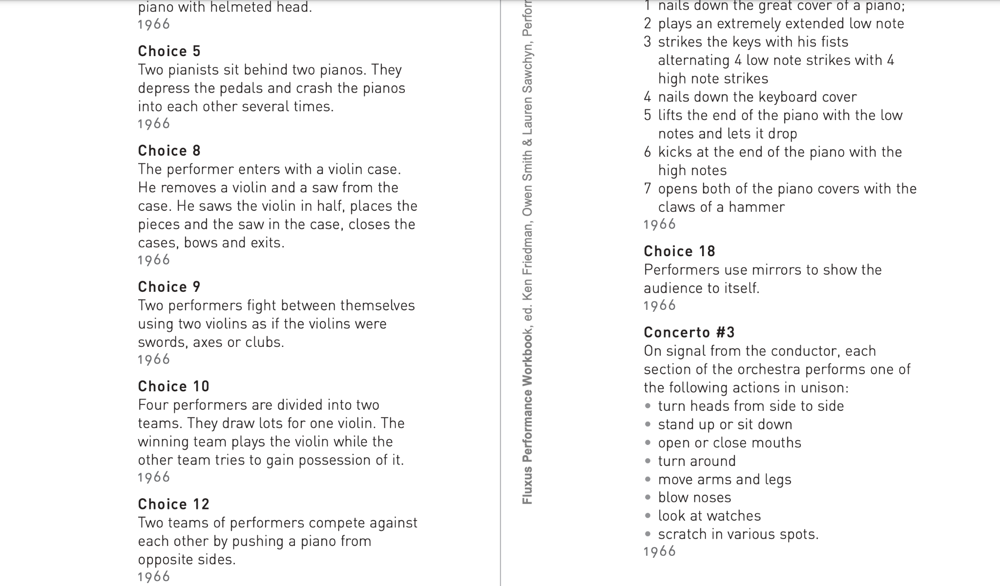 piano with helmeted head.
1966
Choice 5
Two pianists sit behind two pianos. They
depress the pedals and crash the pianos
into each other several times.
1966
Choice 8
The performer enters with a violin case.
He removes a violin and a saw from the
case. He saws the violin in half, places the
pieces and the saw in the case, closes the
cases, bows and exits.
1966
Choice 9
Two performers fight between themselves
using two violins as if the violins were
swords, axes or clubs.
1966
Choice 10
Four performers are divided into two
teams. They draw lots for one violin. The
winning team plays the violin while the
other team tries to gain possession of it.
1966
Choice 12
Two teams of performers compete against
each other by pushing a piano from
opposite sides.
1966
Fluxus Performance Workbook, ed. Ken Friedman, Owen Smith & Lauren Sawchyn, Perfor
1 nails down the great cover of a piano;
2 plays an extremely extended low note
3 strikes the keys with his fists
alternating 4 low note strikes with 4
high note strikes
4 nails down the keyboard cover
5 lifts the end of the piano with the low
notes and lets it drop
6 kicks at the end of the piano with the
high notes
7 opens both of the piano covers with the
claws of a hammer
1966
Choice 18
Performers use mirrors to show the
audience to itself.
1966
Concerto #3
On signal from the conductor, each
section of the orchestra performs one of
the following actions in unison:
• turn heads from side to side
• stand up or sit down
• open or close mouths
• turn around
• move arms and legs
• blow noses
• look at watches
• scratch in various spots.
1966